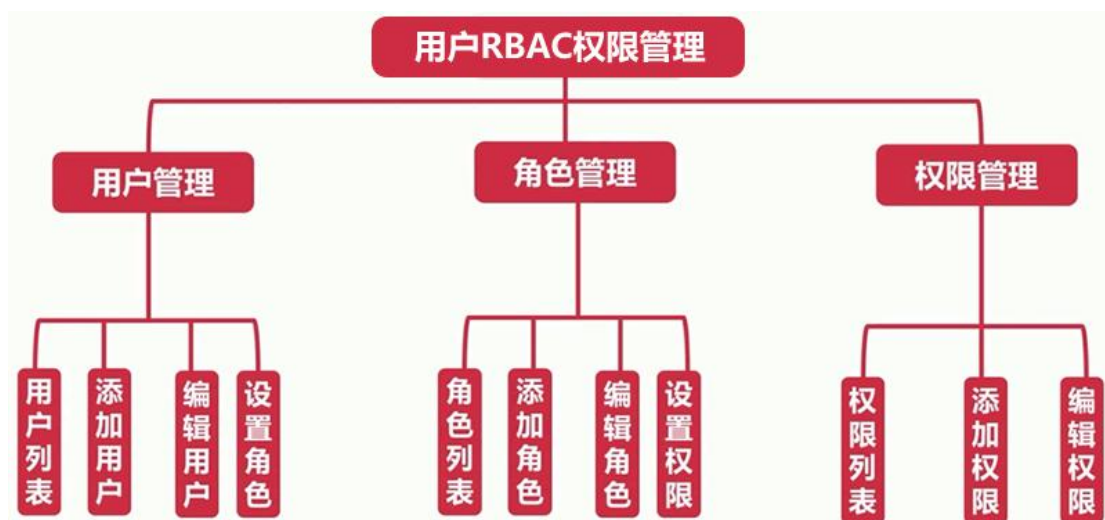 用户RBAC权限管理
用户管理
角色管理
权限管理
用户列表
添加用户
编辑用户
设置角色
角色列表
添加角色
编辑角色
设置权限
权限列表
添加权限
编辑权限